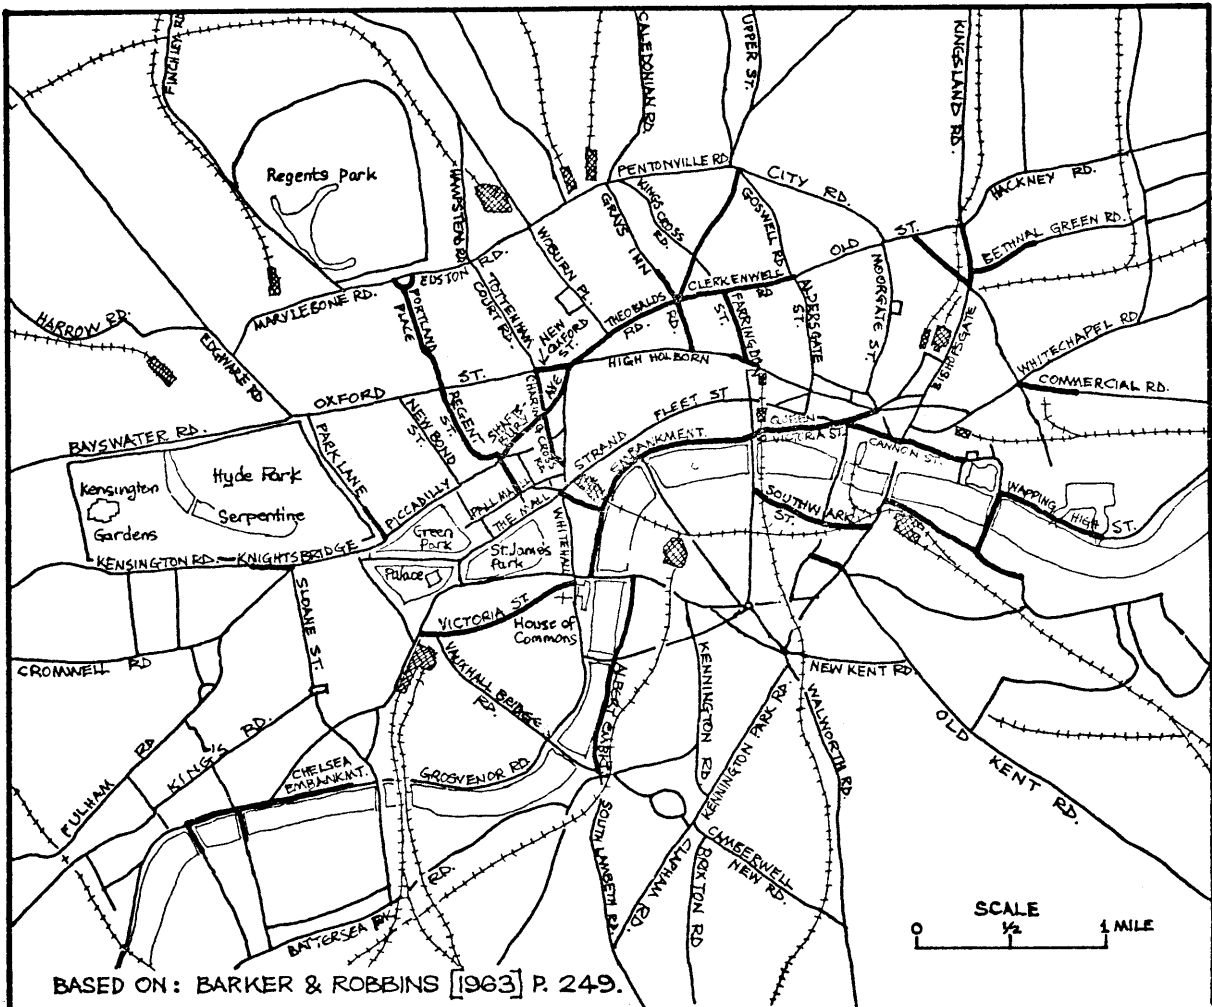 FINCHLEY RD
CALEDONIAN RD.
UPPER ST.
KINGSLAND RD.
Regents Park
HAMPSTEAD RD
PENTONVILLE RD
CITY RD.
HACKNEY RD.
KINGS CROSS RD.
GRAYS INN RD.
GOSWELL RD
WOBURN PL.
OLD ST.
BETHNAL GREEN RD.
MOORGATE ST.
EUSTON RD.
MARYLEBONE RD.
PORTLAND PLACE
TOTTENHAM COURT RD.
NEW OXFORD ST.
THEOBALDS RD.
CLERKENWELL RD
FARRINGDON ST.
ALDERSGATE ST.
BISHOPSGATE
WHITECHAPEL RD
HARROW RD.
EDGWARE RD
HIGH HOLBORN
COMMERCIAL RD.
OXFORD ST.
REGENT ST.
NEW BOND ST.
CHARING CROSS RD
AVE
FLEET ST
QUEEN VICTORIA ST.
CANNON ST.
BAYSWATER RD.
PARK LANE
Hyde Park
Serpentine
Kensington Gardens
PICCADILLY
PALL MALL
THE MALL
STRAND
EMBANKMENT.
WHITEHALL
SOUTHWARK ST.
WAPPING HIGH ST.
Green Park
St. James Park
KENSINGTON RD.
KNIGHTSBRIDGE
Palace
VICTORIA ST.
House of Commons
SLOANE ST.
CROMWELL RD
VAUXHALL BRIDGE RD.
ALBERT EMBKT
KENNINGTON RD
KENNINGTON PARK RD.
NEW KENT RD.
WALWORTH RD.
OLD KENT RD.
FULHAM RD
KING'S RD.
CHELSEA EMBANKMT.
GROSVENOR RD.
SOUTH LAMBETH RD.
CLAPHAM RD.
BOXTON RD
CAMBERWELL NEW RD.
BATTERSEA PK RD.
SCALE
0 ½ 1 MILE
BASED ON: BARKER & ROBBINS [1963] P. 249.